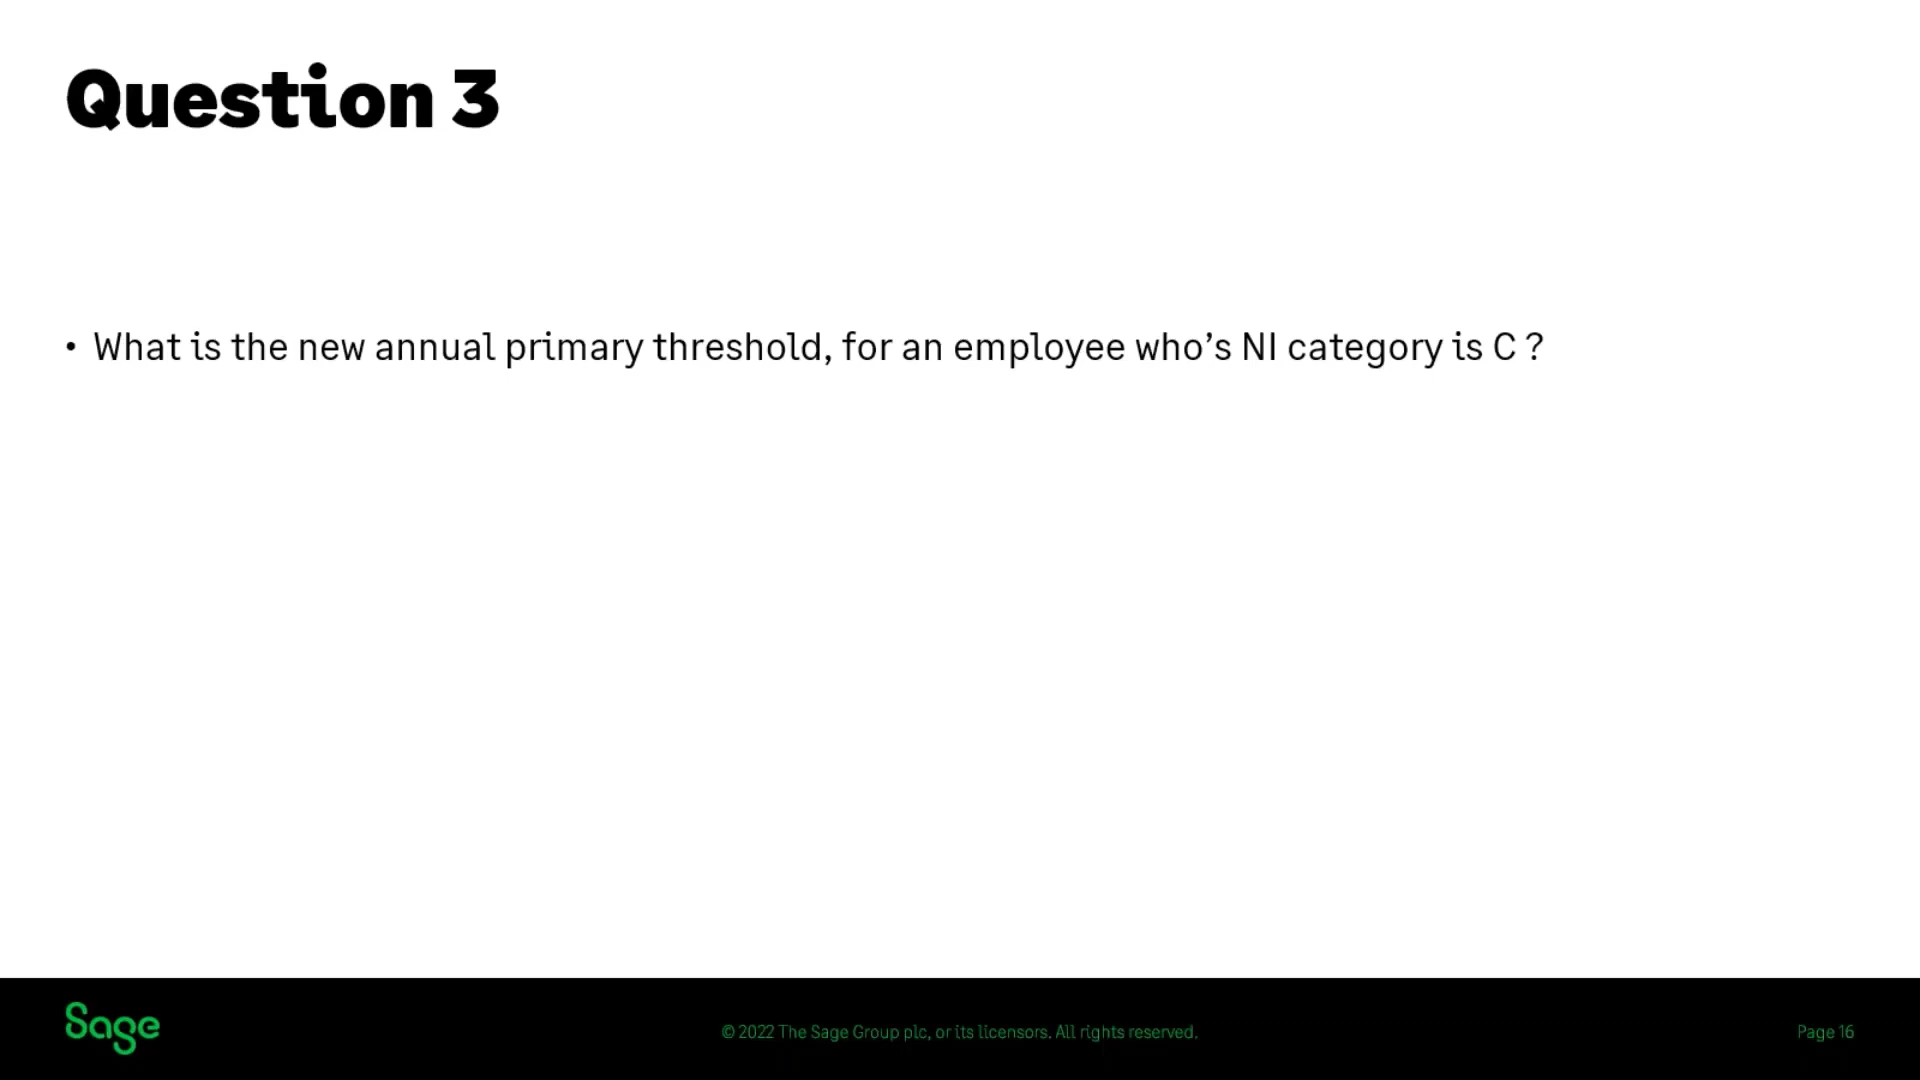 Question 3
• What is the new annual primary threshold, for an employee who’s NI category is C ?
Sage
© 2022 The Sage Group plc, or its licensors. All rights reserved.
Page 16